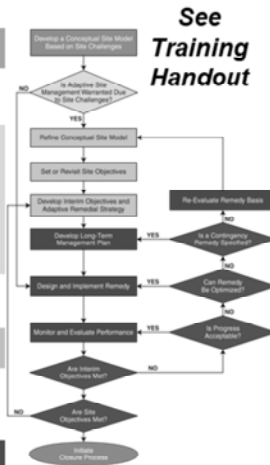 See
Training
Handout
Develop a Conceptual Site Model
Based on Site Challenges
Is Adaptive Site
Management Warranted Due
to Site Challenges?
NO
YES
Refine Conceptual Site Model
Set or Revisit Site Objectives
Develop Interim Objectives and
Adaptive Remedial Strategy
Re-Evaluate Remedy Basis
NO
Develop Long-Term
Management Plan
YES
Is a Contingency
Remedy Specified?
NO
Design and Implement Remedy
YES
Can Remedy
Be Optimized?
NO
Monitor and Evaluate Performance
YES
Is Progress
Acceptable?
Are Interim
Objectives Met?
NO
YES
NO
Are Site
Objectives Met?
YES
Initiate
Closure Process